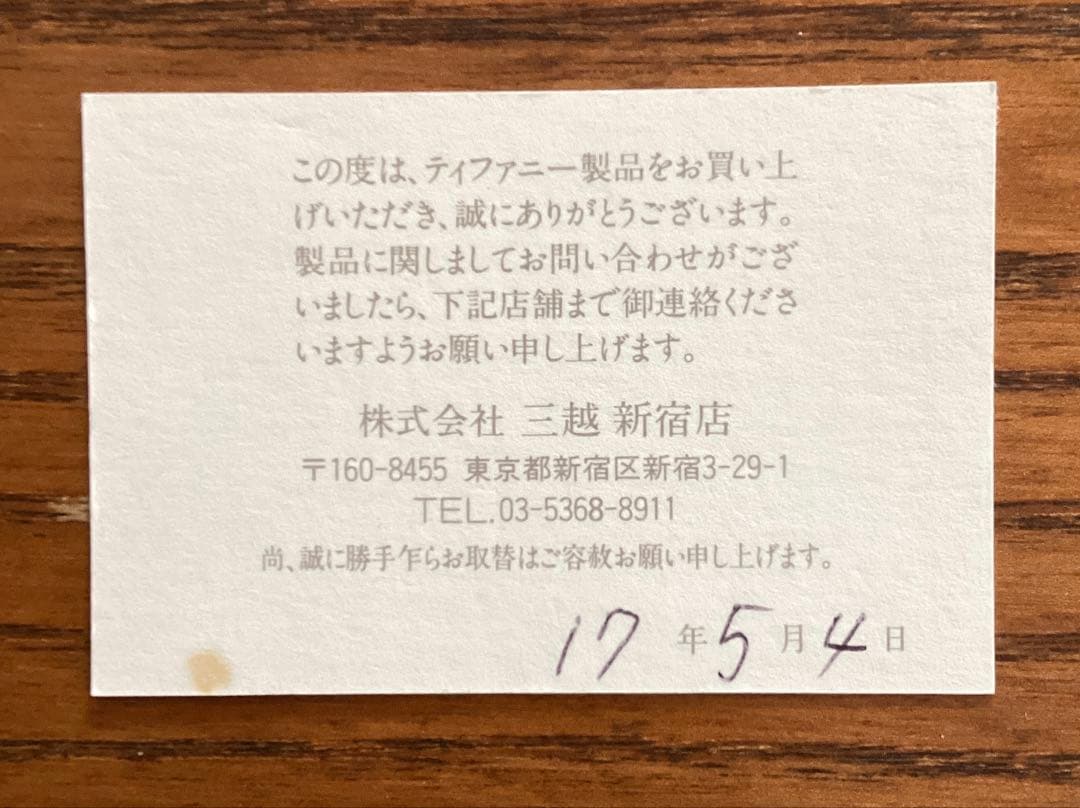 この度は、ティファニー製品をお買い上
げいただき、誠にありがとうございます。
製品に関しましてお問い合わせがござ
いましたら、下記店舗まで御連絡くださ
いますようお願い申し上げます。
株式会社 三越 新宿店
〒160-8455 東京都新宿区新宿3-29-1
TEL.03-5368-8911
尚、誠に勝手乍らお取替はご容赦お願い申し上げます。
17年5月4日